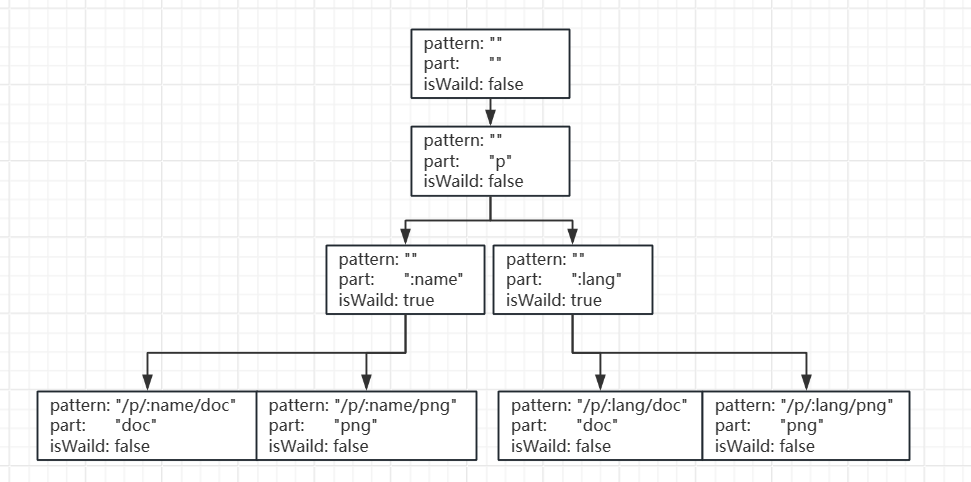 pattern: ""
part: ""
isWaild: false
pattern: ""
part: "p"
isWaild: false
pattern: ""
part: ":name"
isWaild: true
pattern: ""
part: ":lang"
isWaild: true
pattern: "/p/:name/doc"
part: "doc"
isWaild: false
pattern: "/p/:name/png"
part: "png"
isWaild: false
pattern: "/p/:lang/doc"
part: "doc"
isWaild: false
pattern: "/p/:lang/png"
part: "png"
isWaild: false